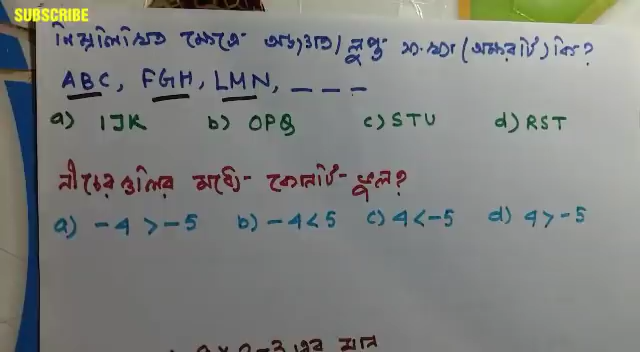 SUBSCRIBE
নিম্নলিখিত ক্ষেত্রে অজ্ঞাত/লুপ্ত সংখ্যা (অক্ষরটি) কি?
ABC, FGH, LMN, _ _ _
a) IJK b) OPQ c) STU d) RST
নীচের গুলির মধ্যে কোনটি ভুল?
a) -4 > -5 b) -4 < 5 c) 4 < -5 d) 4 > -5
এর মান